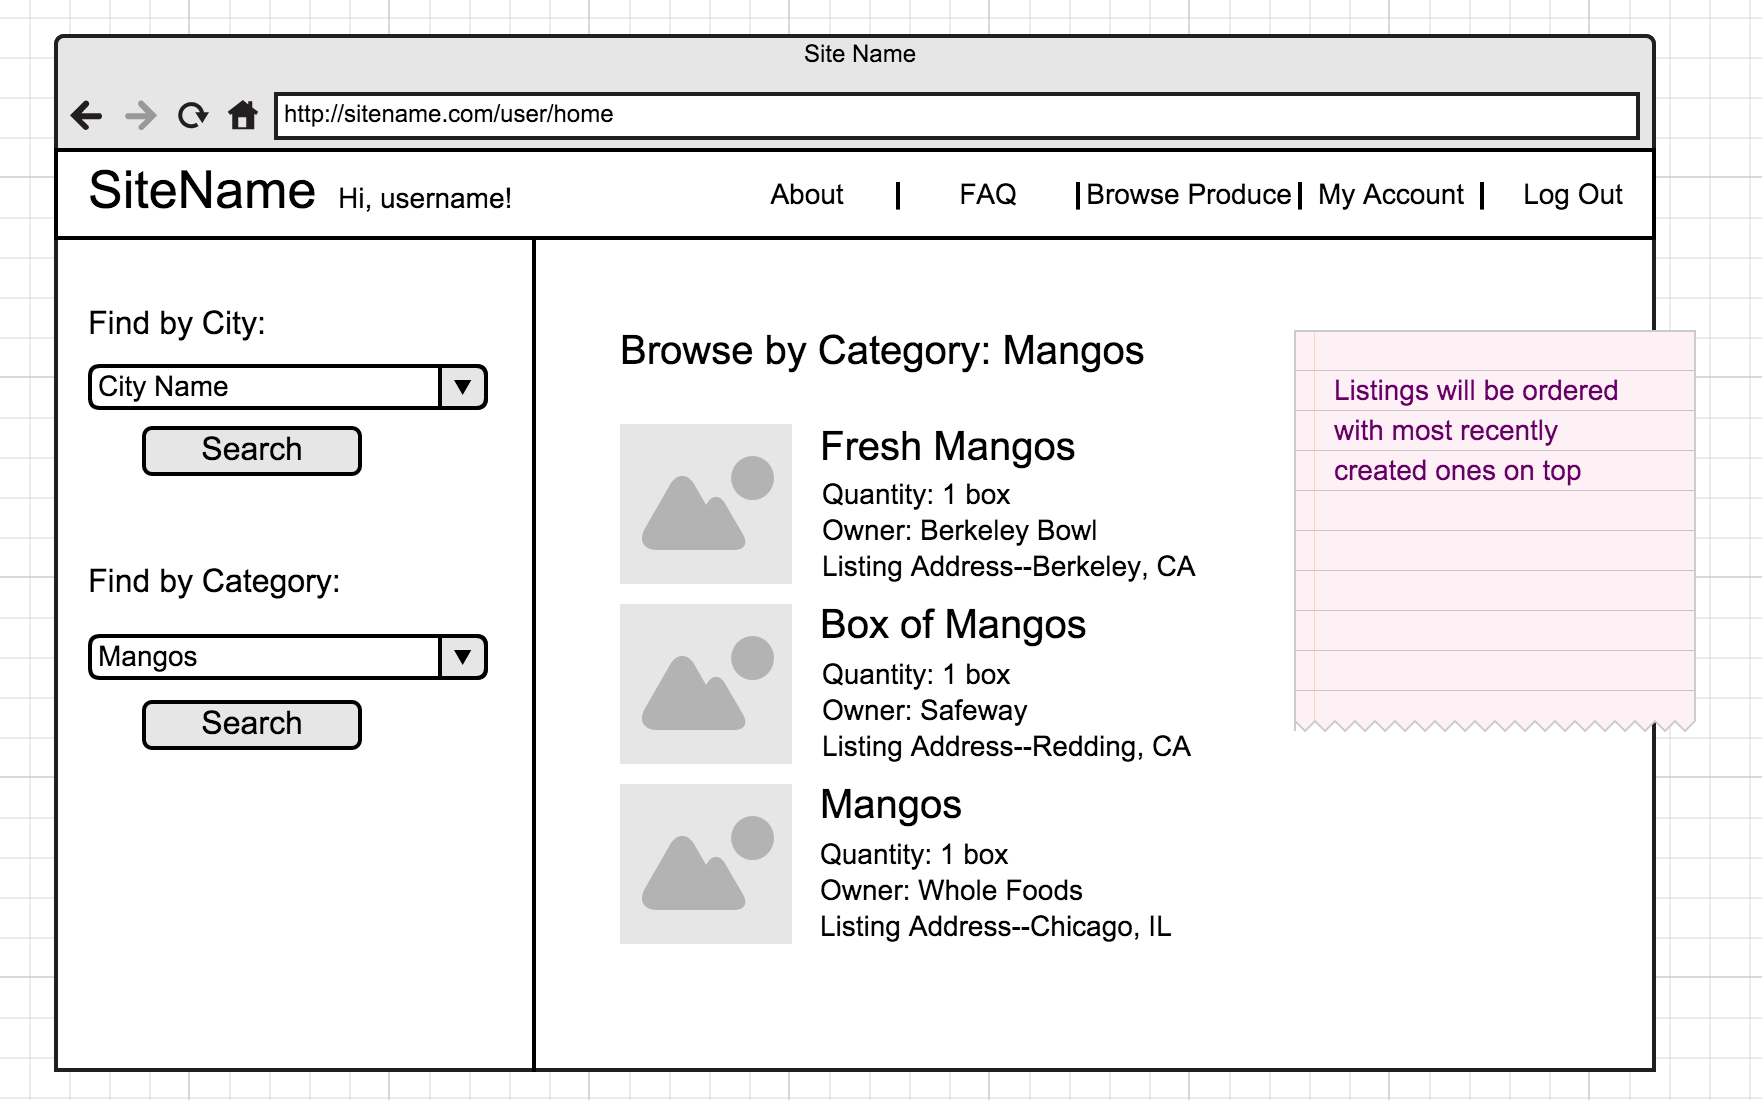 Site Name
http://sitename.com/user/home
SiteName Hi, username!
About | FAQ | Browse Produce | My Account | Log Out
Find by City:
City Name
Search
Find by Category:
Mangos
Search
Browse by Category: Mangos
Fresh Mangos
Quantity: 1 box
Owner: Berkeley Bowl
Listing Address--Berkeley, CA
Box of Mangos
Quantity: 1 box
Owner: Safeway
Listing Address--Redding, CA
Mangos
Quantity: 1 box
Owner: Whole Foods
Listing Address--Chicago, IL
Listings will be ordered
with most recently
created ones on top